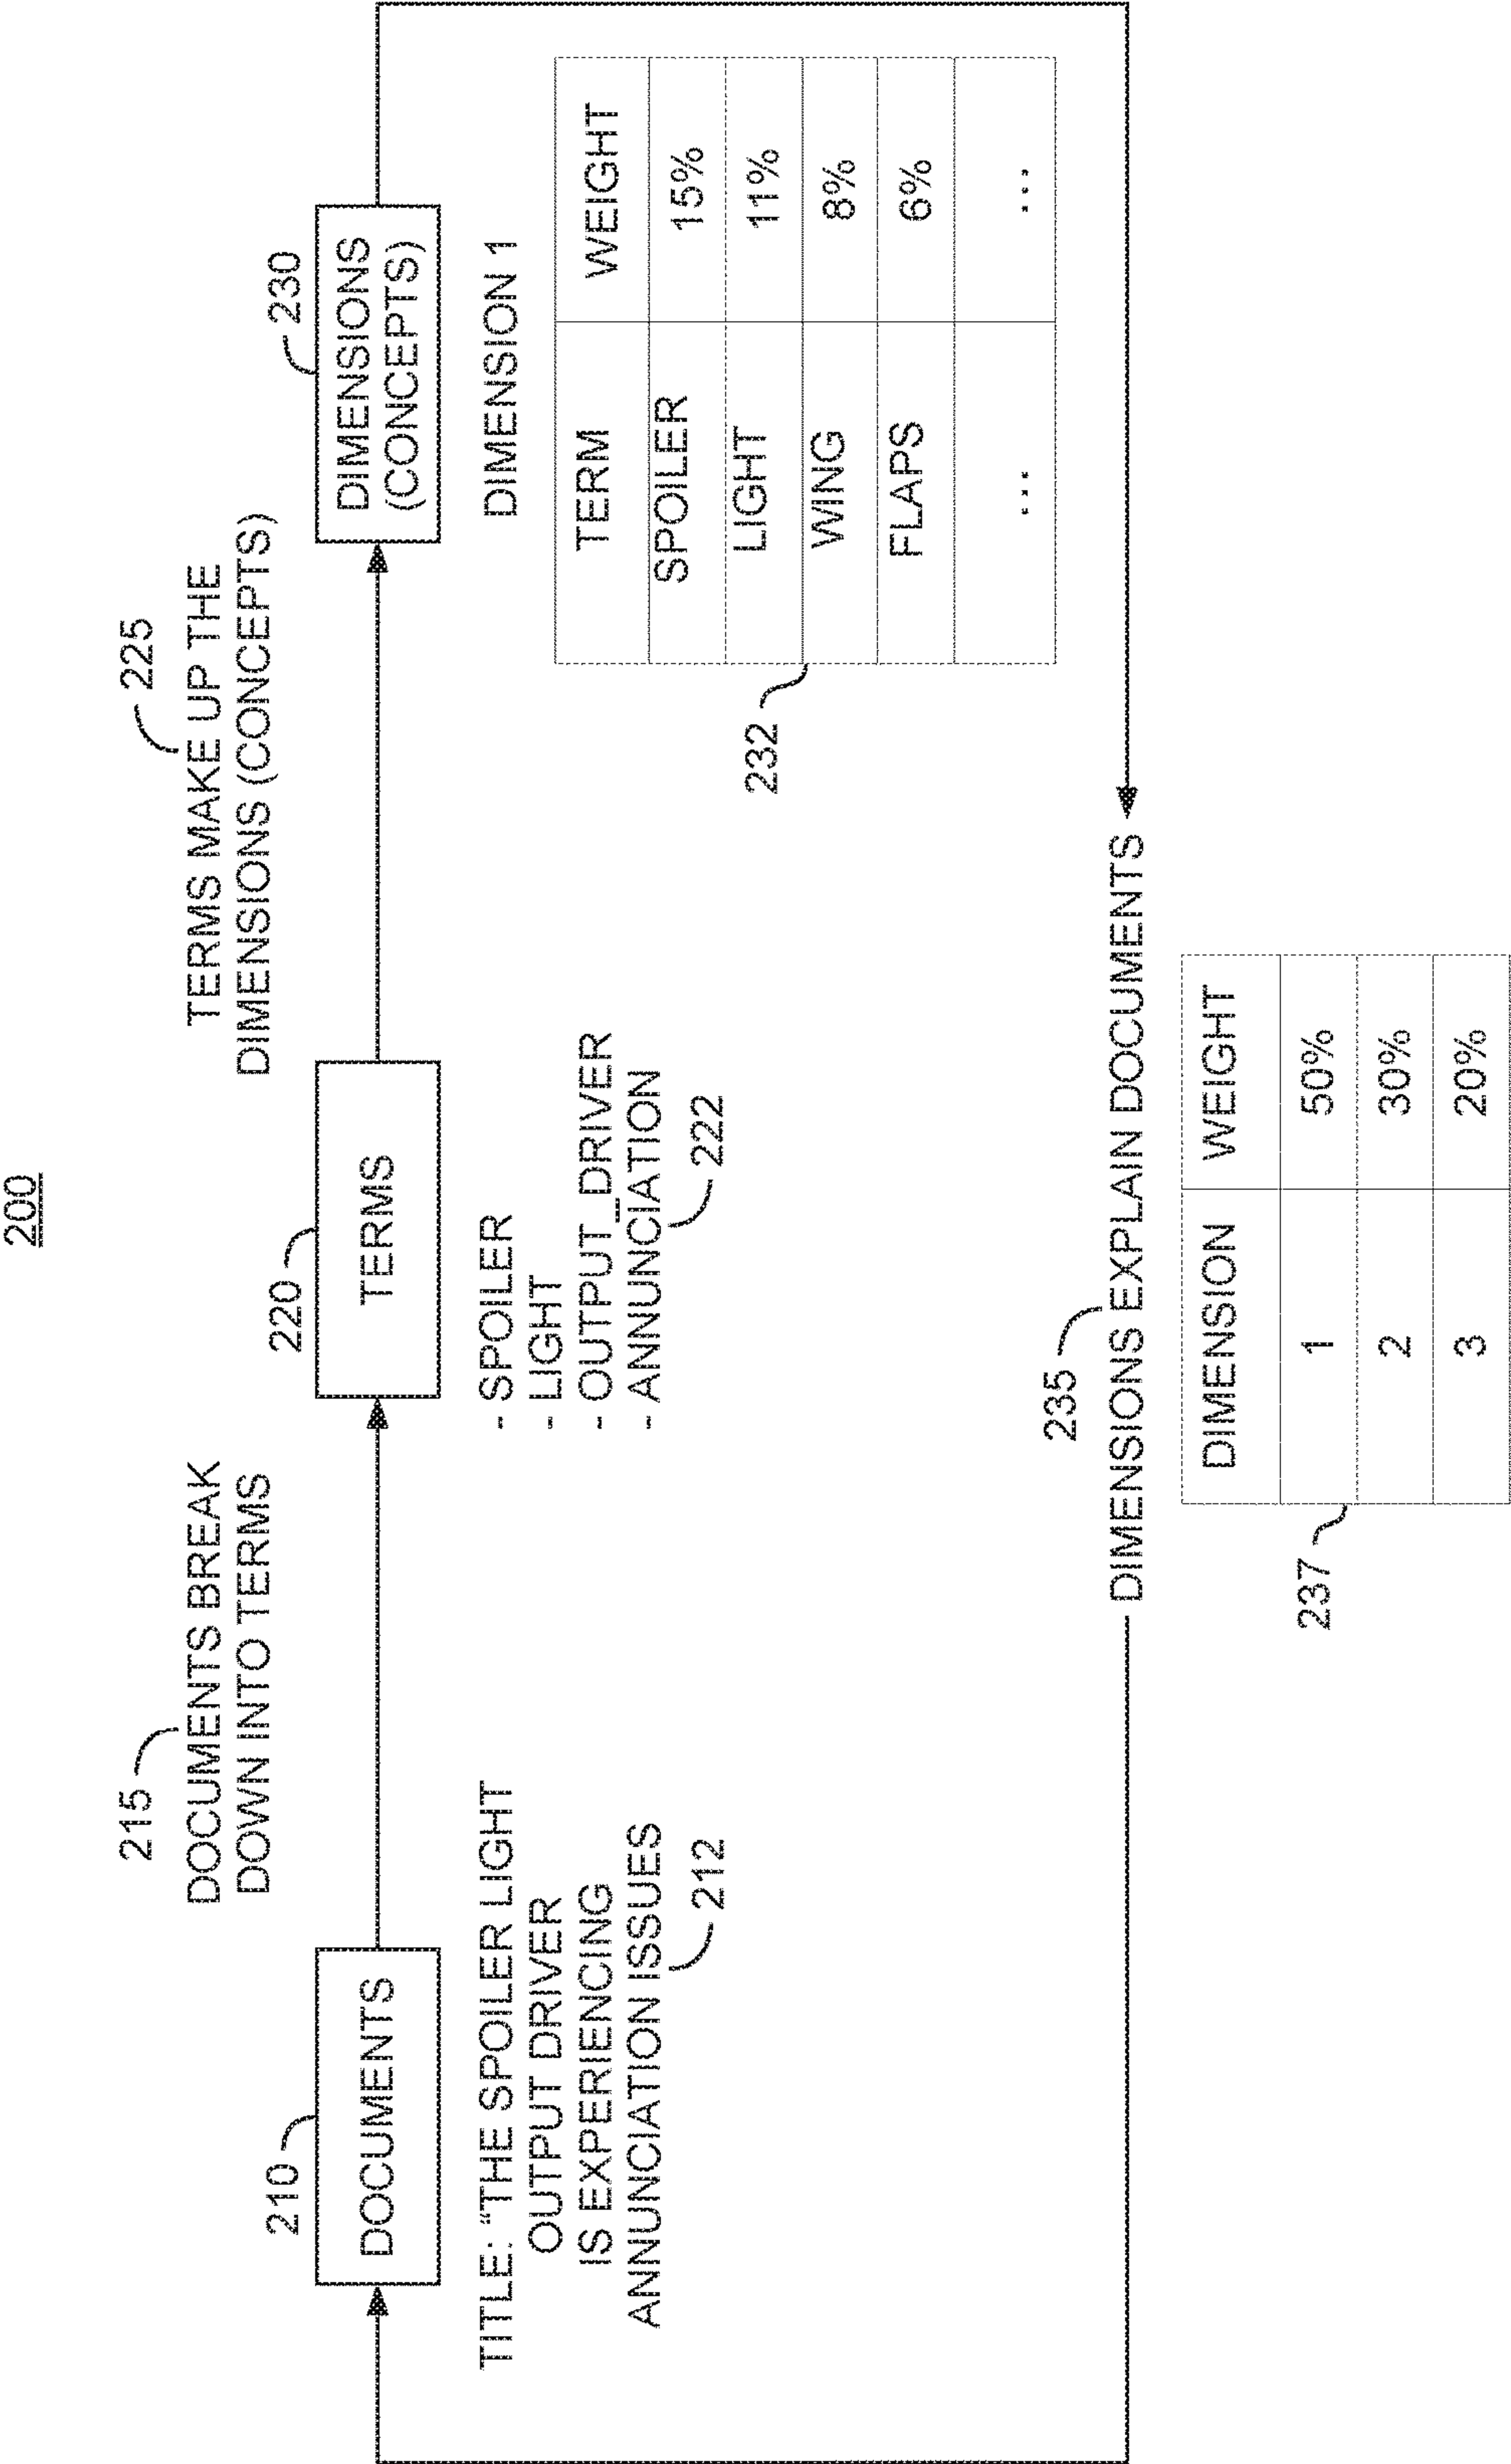 200
215
DOCUMENTS BREAK
DOWN INTO TERMS
225
TERMS MAKE UP THE
DIMENSIONS (CONCEPTS)
210
DOCUMENTS
220
TERMS
230
DIMENSIONS
(CONCEPTS)
TITLE: "THE SPOILER LIGHT
OUTPUT DRIVER
IS EXPERIENCING
ANNUNCIATION ISSUES
212
- SPOILER
- LIGHT
- OUTPUT_DRIVER
- ANNUNCIATION
222
DIMENSION 1
TERM WEIGHT
SPOILER 15%
LIGHT 11%
WING 8%
FLAPS 6%
... ...
232
235
DIMENSIONS EXPLAIN DOCUMENTS
DIMENSION WEIGHT
1 50%
2 30%
3 20%
237